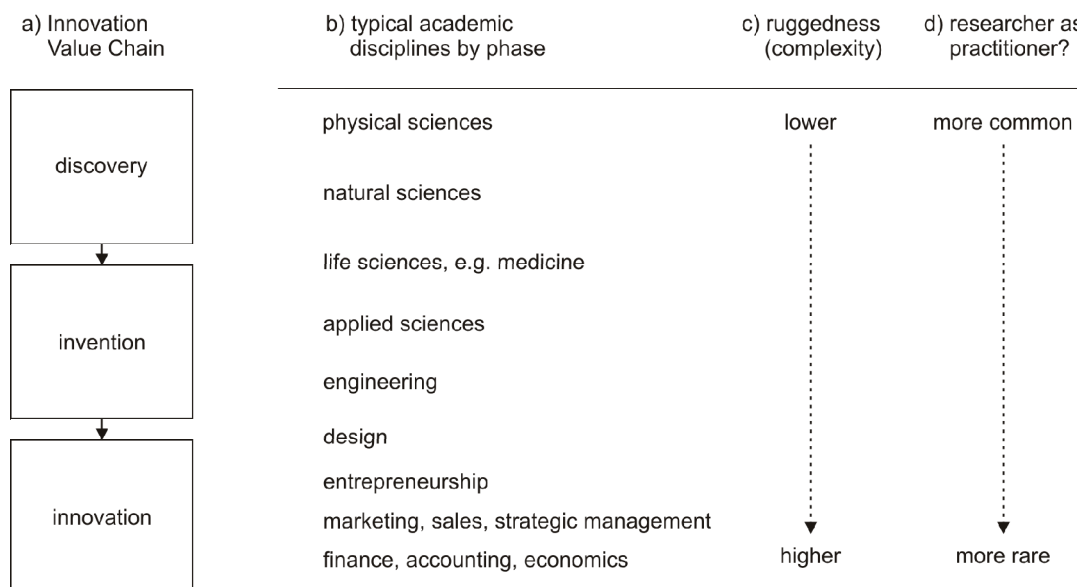 a) Innovation
Value Chain
b) typical academic
disciplines by phase
c) ruggedness
(complexity)
d) researcher as
practitioner?
discovery
invention
innovation
physical sciences
natural sciences
life sciences, e.g. medicine
applied sciences
engineering
design
entrepreneurship
marketing, sales, strategic management
finance, accounting, economics
lower
higher
more common
more rare